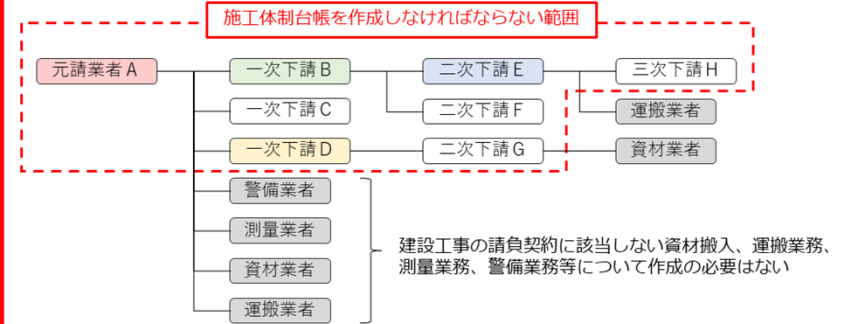 施工体制台帳を作成しなければならない範囲
元請業者A
一次下請B
二次下請E
三次下請H
一次下請C
二次下請F
運搬業者
一次下請D
二次下請G
資材業者
警備業者
測量業者
資材業者
運搬業者
建設工事の請負契約に該当しない資材搬入、運搬業務、
測量業務、警備業務等について作成の必要はない